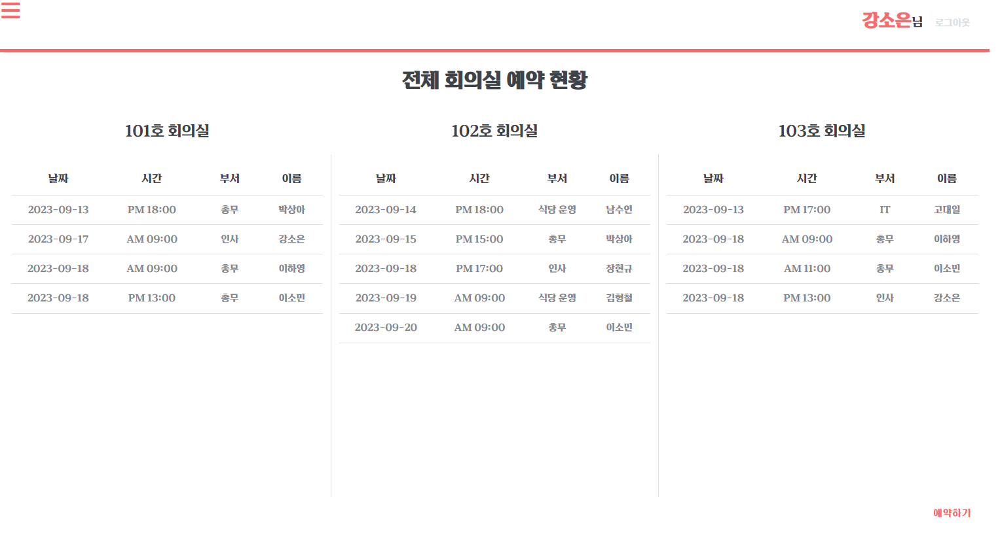 강소은님 로그아웃
전체 회의실 예약 현황
101호 회의실
날짜 시간 부서 이름
2023-09-13 PM 18:00 총무 박상아
2023-09-17 AM 09:00 인사 강소은
2023-09-18 AM 09:00 총무 이하영
2023-09-18 PM 13:00 총무 이소민
102호 회의실
날짜 시간 부서 이름
2023-09-14 PM 18:00 식당 운영 남수연
2023-09-15 PM 15:00 총무 박상아
2023-09-18 PM 17:00 인사 장현규
2023-09-19 AM 09:00 식당 운영 김형철
2023-09-20 AM 09:00 총무 이소민
103호 회의실
날짜 시간 부서 이름
2023-09-13 PM 17:00 IT 고대일
2023-09-18 AM 09:00 총무 이하영
2023-09-18 AM 11:00 총무 이소민
2023-09-18 PM 13:00 인사 강소은
예약하기